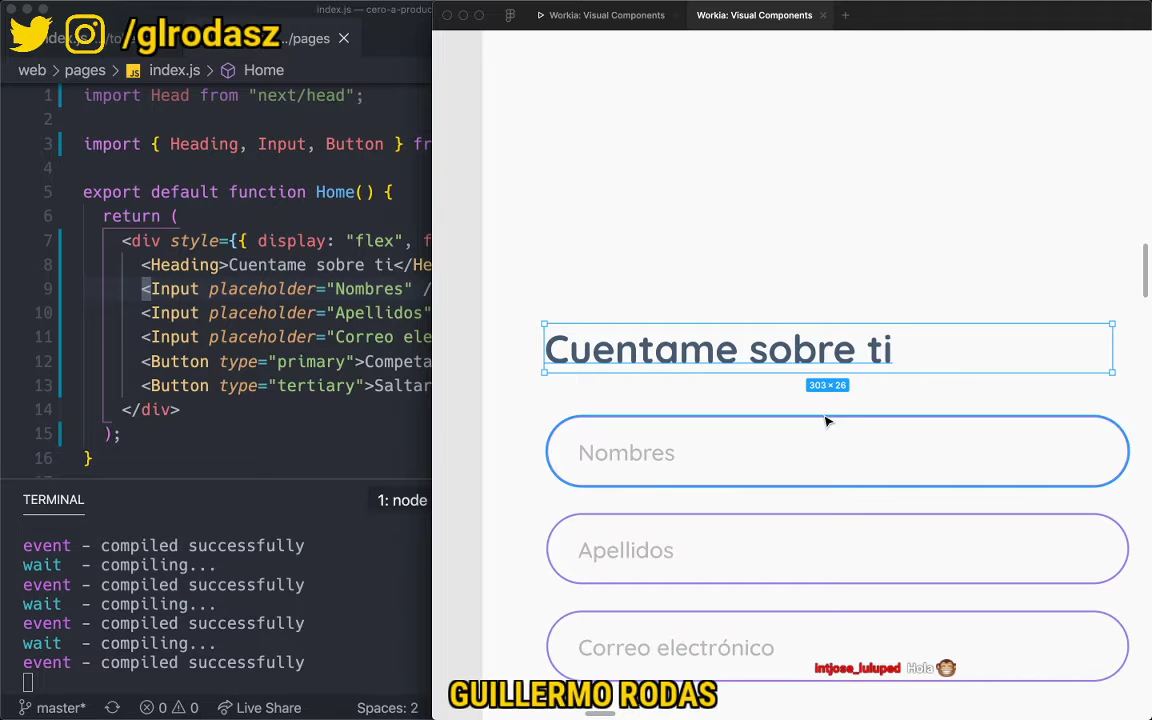 index.js — cero-a-produc
/glrodasz
index.js
.../to
.../pages
web › pages › JS index.js › Home
1 import Head from "next/head";
2
3 import { Heading, Input, Button } fr
4
5 export default function Home() {
6 return (
7 <div style={{ display: "flex", f
8 <Heading>Cuentame sobre ti</He
9 <Input placeholder="Nombres" /
10 <Input placeholder="Apellidos"
11 <Input placeholder="Correo ele
12 <Button type="primary">Competa
13 <Button type="tertiary">Saltar
14 </div>
15 );
16 }
TERMINAL
1: node
event - compiled successfully
wait - compiling...
event - compiled successfully
wait - compiling...
event - compiled successfully
wait - compiling...
event - compiled successfully
master*
0
0
Live Share
Spaces: 2
Workia: Visual Components
Workia: Visual Components
Cuentame sobre ti
303 × 26
Nombres
Apellidos
Correo electrónico
intjose_luluped Hola
GUILLERMO RODAS